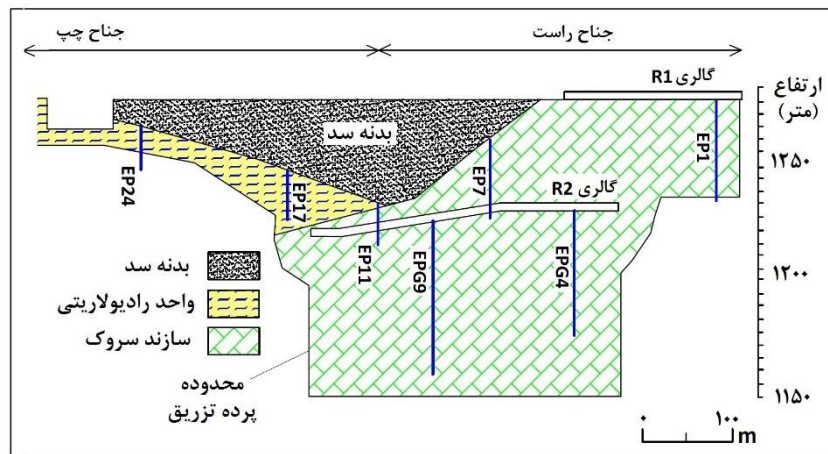 جناح چپ
جناح راست
گالری R1
ارتفاع
(متر)
بدنه سد
EP1
۱۲۵۰
EP24
EP17
EP7
گالری R2
EP11
EPG9
EPG4
۱۲۰۰
بدنه سد
واحد رادیولاریتی
سازند سروک
محدوده
پرده تزریق
۱۱۵۰
۰
۱۰۰
m